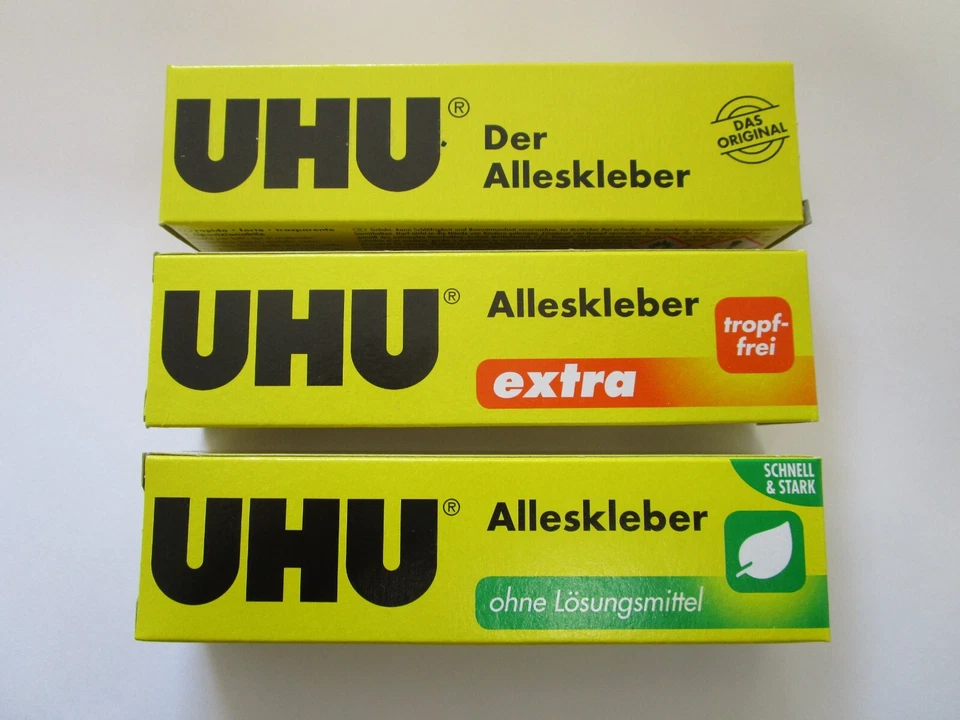 UHU®
Der
Alleskleber
DAS
ORIGINAL
UHU®
Alleskleber
extra
tropf-
frei
UHU®
Alleskleber
ohne Lösungsmittel
SCHNELL
& STARK